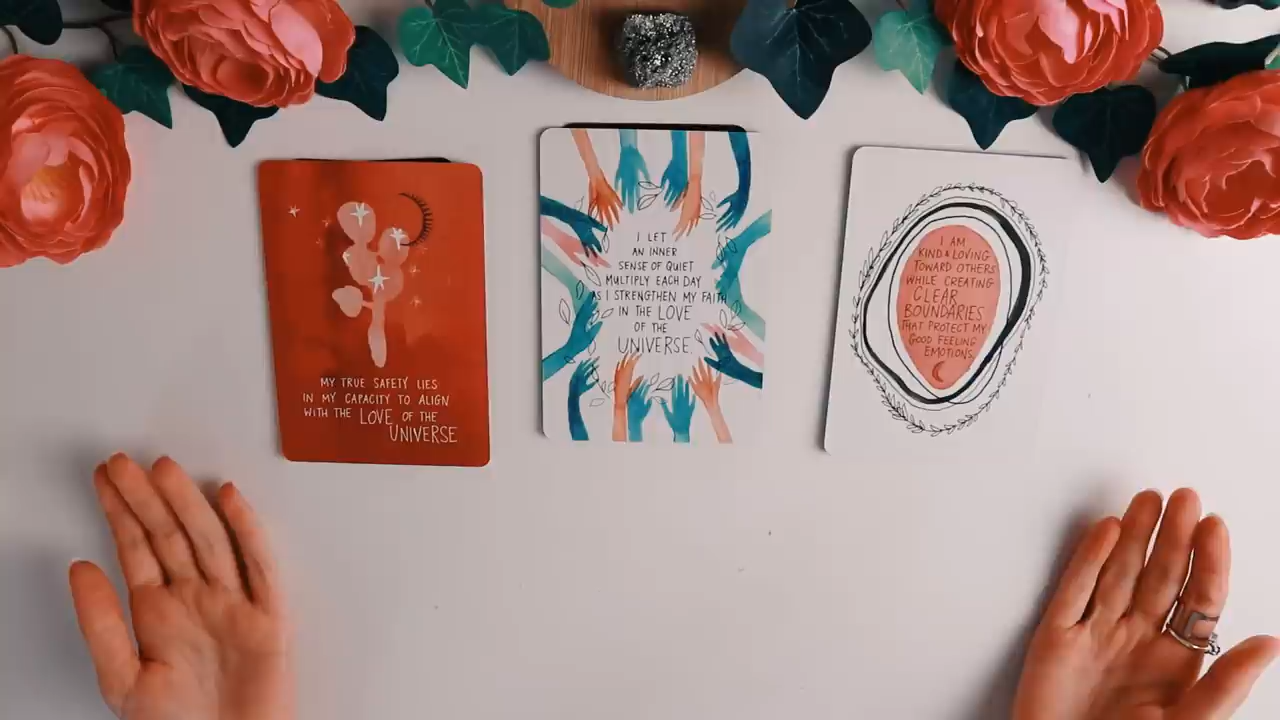 MY TRUE SAFETY LIES
IN MY CAPACITY TO ALIGN
WITH THE LOVE OF THE
UNIVERSE
I LET
AN INNER
SENSE OF QUIET
MULTIPLY EACH DAY
AS I STRENGTHEN MY FAITH
IN THE LOVE
OF THE
UNIVERSE.
I AM
KIND & LOVING
TOWARD OTHERS
WHILE CREATING
CLEAR
BOUNDARIES
THAT PROTECT MY
GOOD FEELING
EMOTIONS.